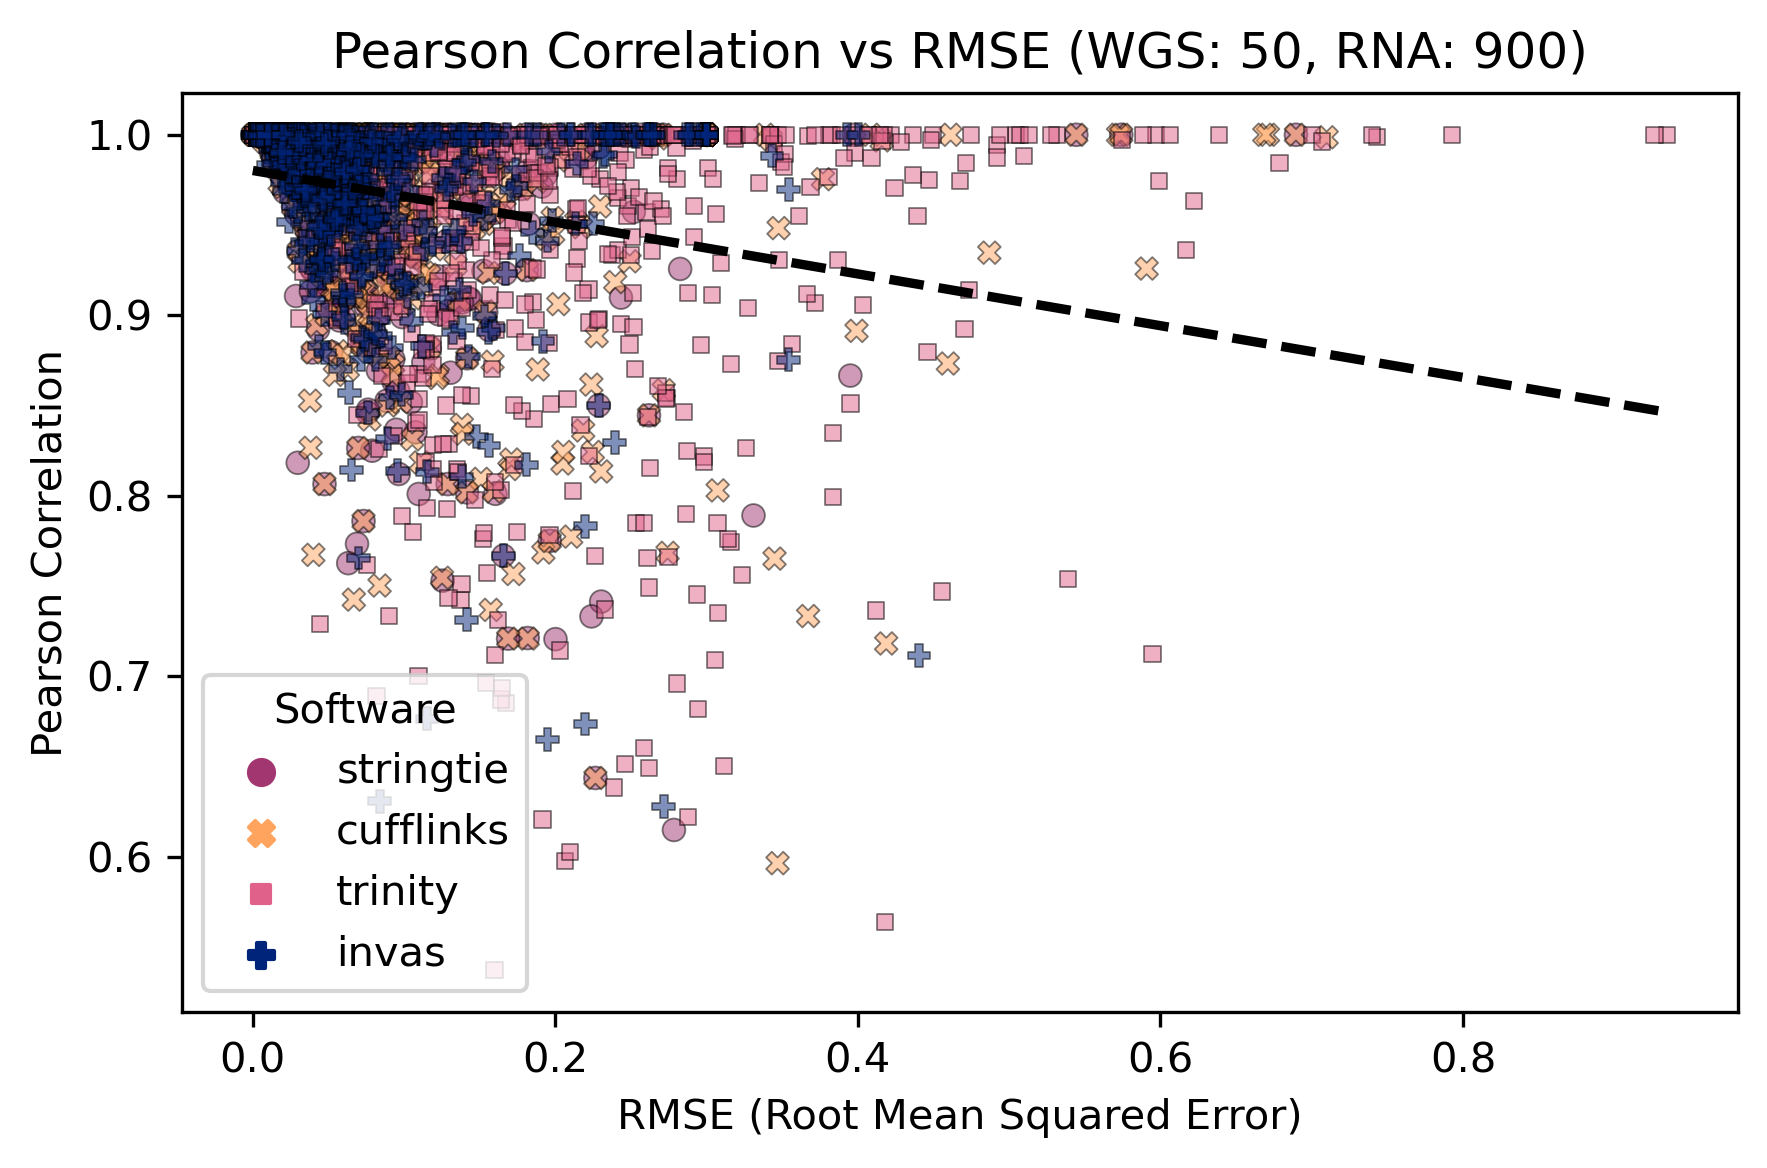 Pearson Correlation vs RMSE (WGS: 50, RNA: 900)
Pearson Correlation
1.0
0.9
0.8
0.7
0.6
Software
stringtie
cufflinks
trinity
invas
0.0 0.2 0.4 0.6 0.8
RMSE (Root Mean Squared Error)